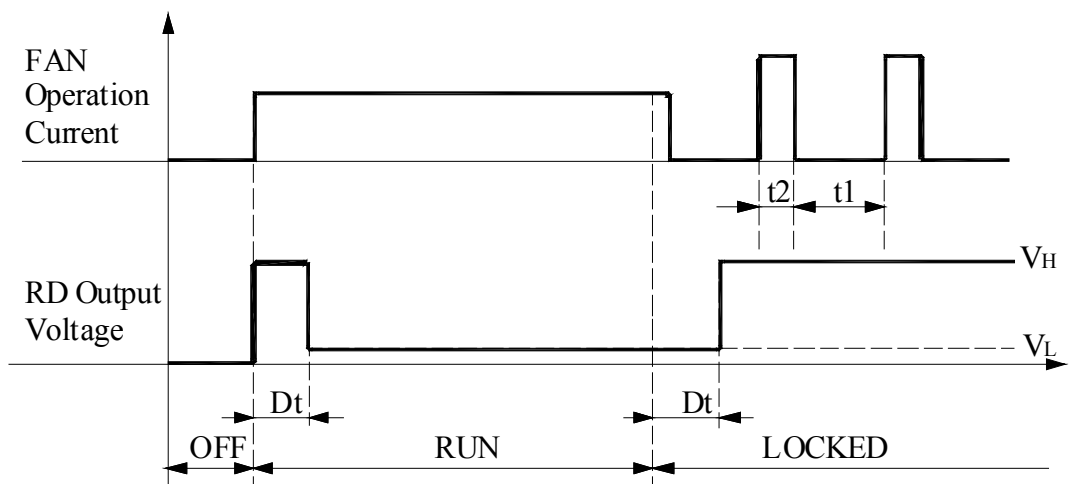 FAN
Operation
Current
t2
t1
VH
RD Output
Voltage
VL
Dt
Dt
OFF
RUN
LOCKED